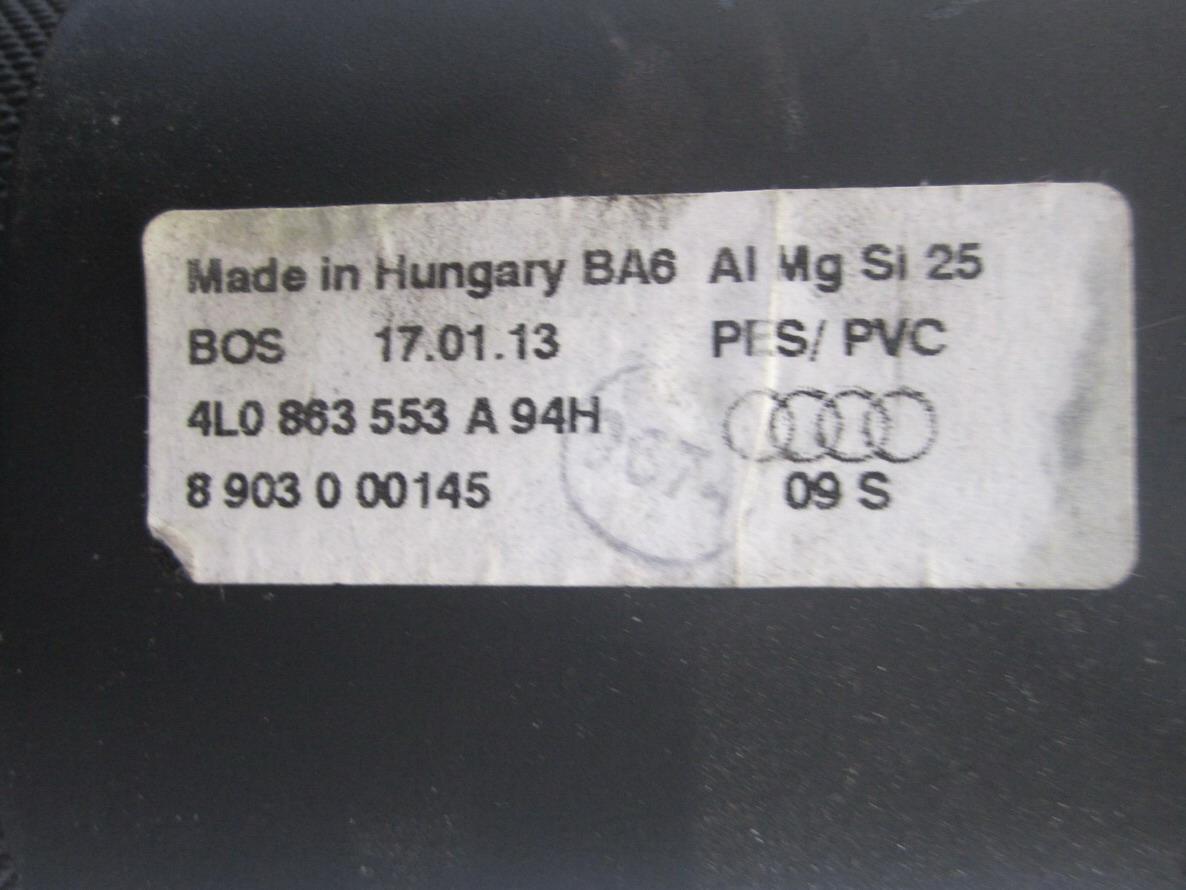 Made in Hungary BA6 Al Mg Si 25
BOS 17.01.13 PES/ PVC
4L0 863 553 A 94H
8 903 0 00145 09 S